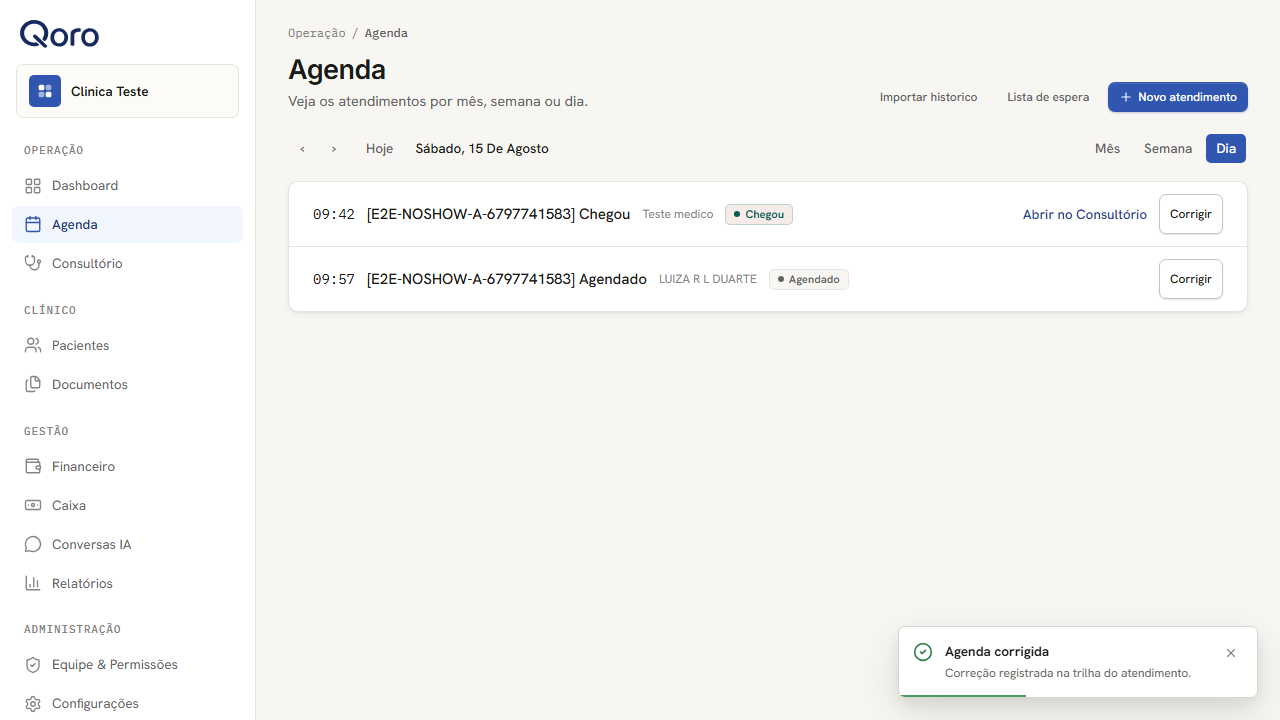 Qoro
Clinica Teste
OPERAÇÃO
Dashboard
Agenda
Consultório
CLÍNICO
Pacientes
Documentos
GESTÃO
Financeiro
Caixa
Conversas IA
Relatórios
ADMINISTRAÇÃO
Equipe & Permissões
Configurações
Operação / Agenda
Agenda
Veja os atendimentos por mês, semana ou dia.
Importar historico Lista de espera + Novo atendimento
‹ › Hoje Sábado, 15 De Agosto Mês Semana Dia
09:42 [E2E-NOSHOW-A-6797741583] Chegou Teste medico Chegou Abrir no Consultório Corrigir
09:57 [E2E-NOSHOW-A-6797741583] Agendado LUIZA R L DUARTE Agendado Corrigir
Agenda corrigida
Correção registrada na trilha do atendimento.